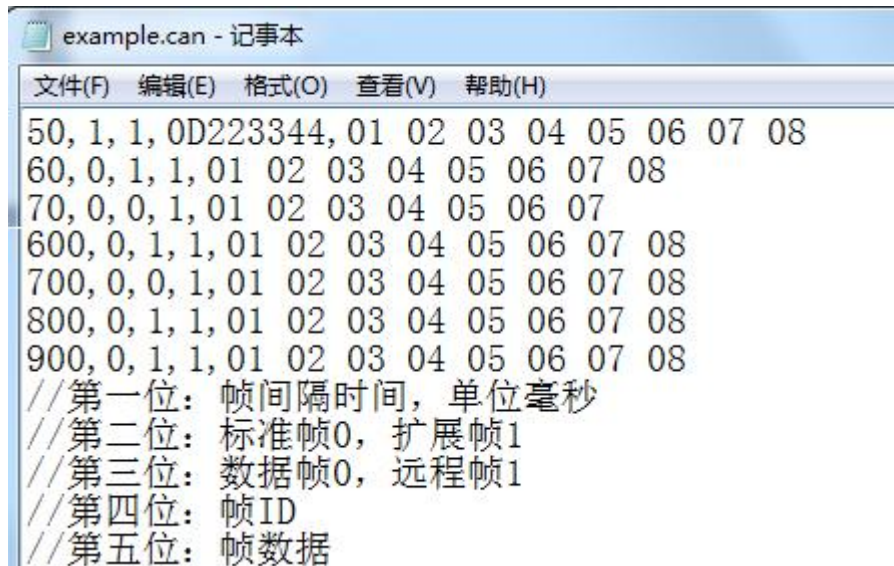 example.can - 记事本
文件(F) 编辑(E) 格式(O) 查看(V) 帮助(H)
50,1,1,0D223344,01 02 03 04 05 06 07 08
60,0,1,1,01 02 03 04 05 06 07 08
70,0,0,1,01 02 03 04 05 06 07
600,0,1,1,01 02 03 04 05 06 07 08
700,0,0,1,01 02 03 04 05 06 07 08
800,0,1,1,01 02 03 04 05 06 07 08
900,0,1,1,01 02 03 04 05 06 07 08
//第一位：帧间隔时间，单位毫秒
//第二位：标准帧0，扩展帧1
//第三位：数据帧0，远程帧1
//第四位：帧ID
//第五位：帧数据